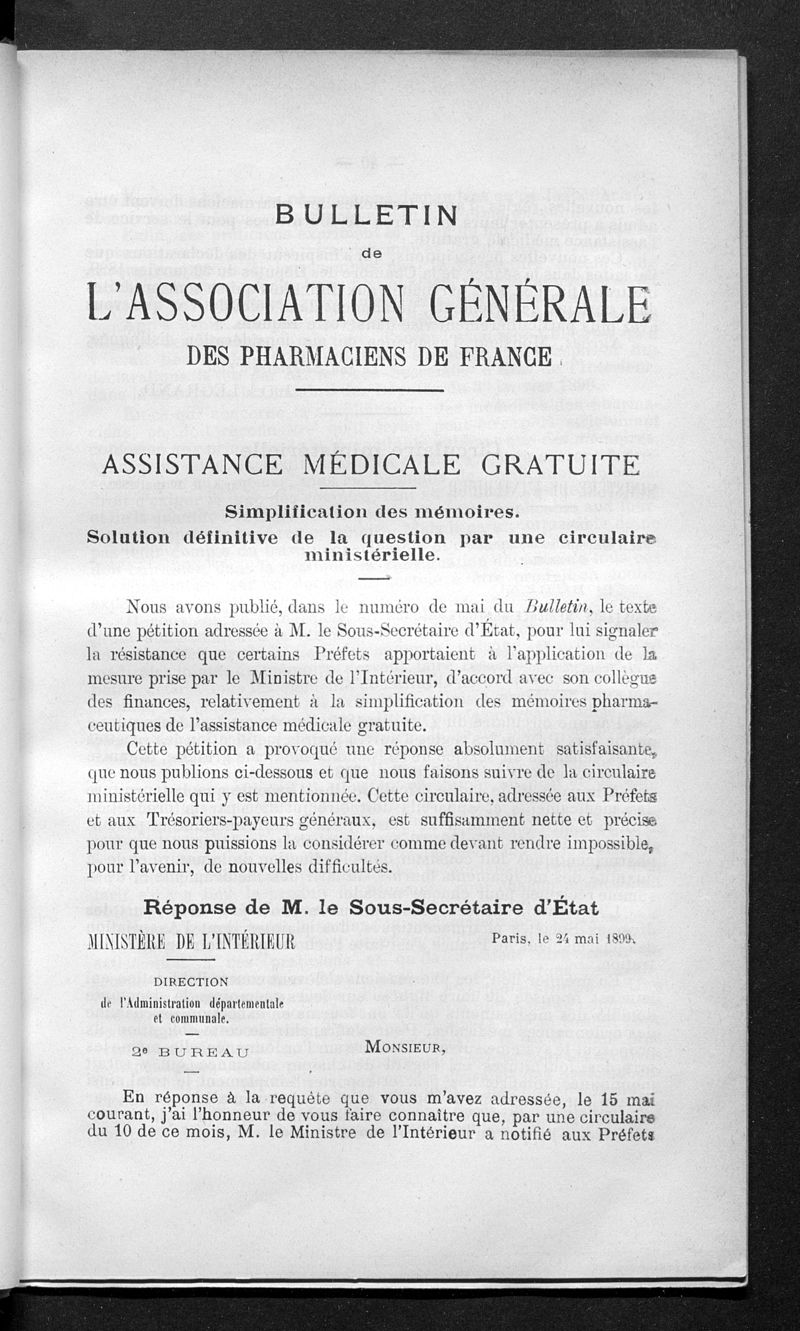 BULLETIN
de
L'ASSOCIATION GÉNÉRALE
DES PHARMACIENS DE FRANCE
ASSISTANCE MÉDICALE GRATUITE
Simplification des mémoires.
Solution définitive de la question par une circulaire
ministérielle.
Nous avons publié, dans le numéro de mai du Bulletin, le texte
d'une pétition adressée à M. le Sous-Secrétaire d'État, pour lui signaler
la résistance que certains Préfets apportaient à l'application de la
mesure prise par le Ministre de l'Intérieur, d'accord avec son collègue
des finances, relativement à la simplification des mémoires pharma-
ceutiques de l'assistance médicale gratuite.
Cette pétition a provoqué une réponse absolument satisfaisante,
que nous publions ci-dessous et que nous faisons suivre de la circulaire
ministérielle qui y est mentionnée. Cette circulaire, adressée aux Préfets
et aux Trésoriers-payeurs généraux, est suffisamment nette et précise
pour que nous puissions la considérer comme devant rendre impossible,
pour l'avenir, de nouvelles difficultés.
Réponse de M. le Sous-Secrétaire d'État
MINISTÈRE DE L'INTÉRIEUR
Paris, le 24 mai 1899.
DIRECTION
de l'Administration départementale
et communale.
2e BUREAU
MONSIEUR,
En réponse à la requête que vous m'avez adressée, le 15 mai
courant, j'ai l'honneur de vous faire connaître que, par une circulaire
du 10 de ce mois, M. le Ministre de l'Intérieur a notifié aux Préfets